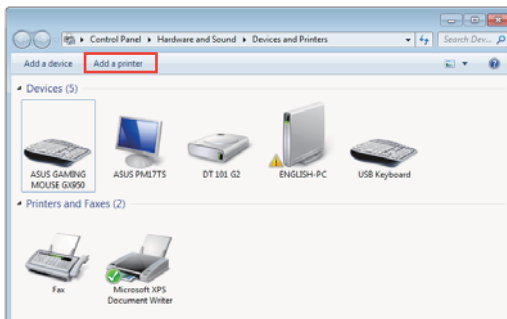 Control Panel Hardware and Sound Devices and Printers
Search Dev...
Add a device Add a printer
Devices (5)
ASUS GAMING MOUSE GX950
ASUS PM17TS
DT 101 G2
ENGLISH-PC
USB Keyboard
Printers and Faxes (2)
Fax
Microsoft XPS
Document Writer